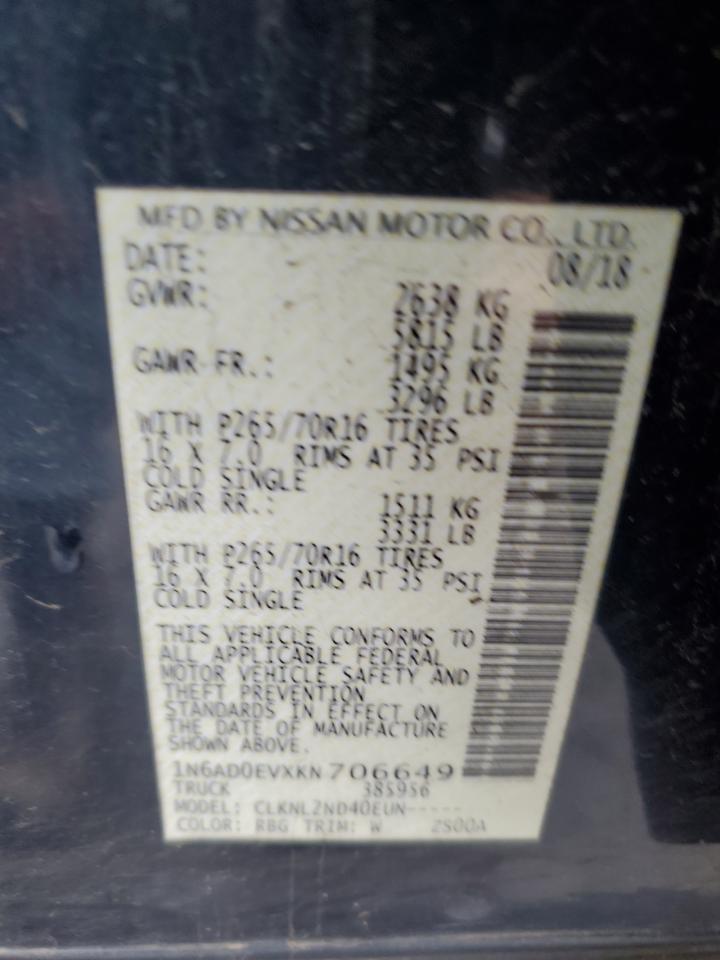 MFD BY NISSAN MOTOR CO., LTD.
DATE: 08/18
GVWR: 2638 KG
5815 LB
GAWR FR.: 1495 KG
3296 LB
WITH P265/70R16 TIRES
16 X 7.0 RIMS AT 35 PSI
COLD SINGLE
GAWR RR.: 1511 KG
3331 LB
WITH P265/70R16 TIRES
16 X 7.0 RIMS AT 35 PSI
COLD SINGLE
THIS VEHICLE CONFORMS TO
ALL APPLICABLE FEDERAL
MOTOR VEHICLE SAFETY AND
THEFT PREVENTION
STANDARDS IN EFFECT ON
THE DATE OF MANUFACTURE
SHOWN ABOVE.
1N6AD0EVXKN706649
TRUCK 385956
MODEL: CLKNLZND40EUN-----
COLOR: RBG TRIM: W 2S00A